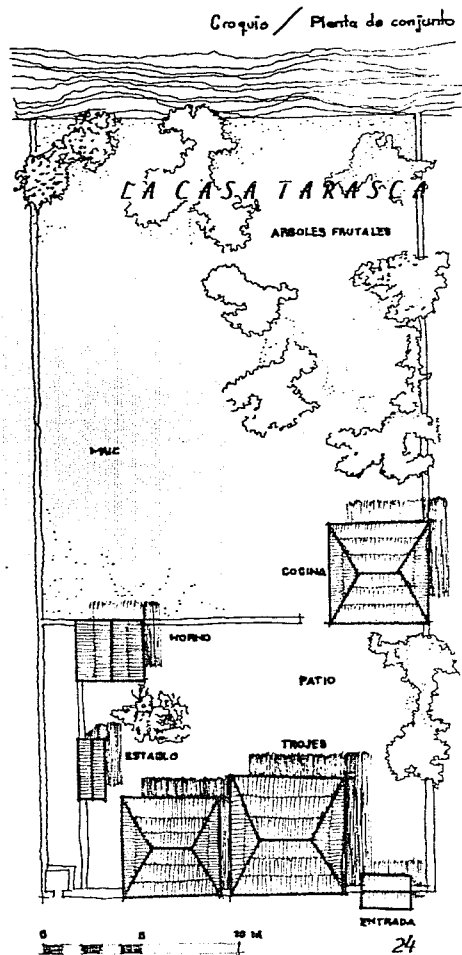 Croquis / Planta de conjunto
LA CASA TARASCA
ARBOLES FRUTALES
MAIC
COCINA
HORNO
PATIO
ESTABLO
TROJES
ENTRADA
0 5 10 M
24